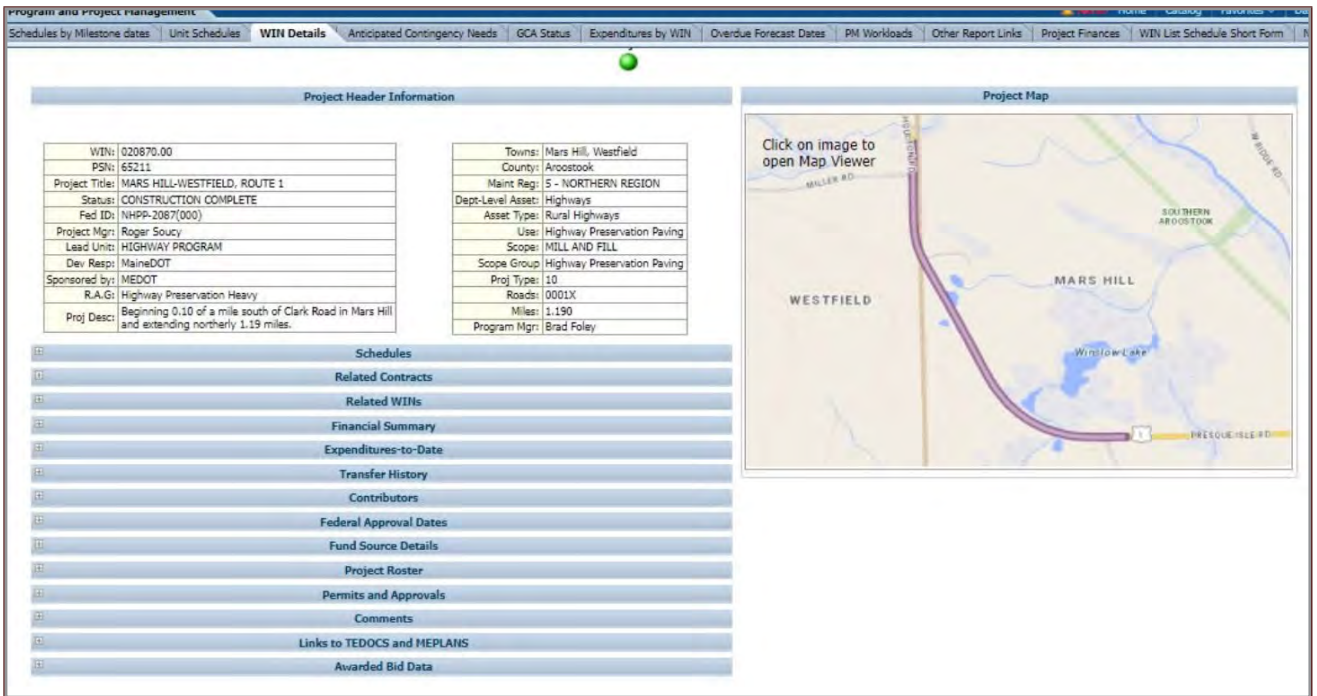 Program and Project Management
Home Catalog Favorites
Schedules by Milestone dates Unit Schedules WIN Details Anticipated Contingency Needs GCA Status Expenditures by WIN Overdue Forecast Dates PM Workloads Other Report Links Project Finances WIN List Schedule Short Form
Project Header Information
WIN: 020870.00
PSN: 65211
Project Title: MARS HILL-WESTFIELD, ROUTE 1
Status: CONSTRUCTION COMPLETE
Fed ID: NHPP-2087(000)
Project Mgr: Roger Soucy
Lead Unit: HIGHWAY PROGRAM
Dev Resp: MaineDOT
Sponsored by: MEDOT
R.A.G: Highway Preservation Heavy
Proj Desc: Beginning 0.10 of a mile south of Clark Road in Mars Hill
and extending northerly 1.19 miles.
Towns: Mars Hill, Westfield
County: Aroostook
Maint Reg: 5 - NORTHERN REGION
Dept-Level Asset: Highways
Asset Type: Rural Highways
Use: Highway Preservation Paving
Scope: MILL AND FILL
Scope Group Highway Preservation Paving
Proj Type: 10
Roads: 0001X
Miles: 1.190
Program Mgr: Brad Foley
Schedules
Related Contracts
Related WINs
Financial Summary
Expenditures-to-Date
Transfer History
Contributors
Federal Approval Dates
Fund Source Details
Project Roster
Permits and Approvals
Comments
Links to TEDOCS and MEPLANS
Awarded Bid Data
Project Map
Click on image to
open Map Viewer
HOULTON RD
MILLER RD
W RIDGE RD
SOUTHERN
AROOSTOOK
MARS HILL
WESTFIELD
Winslow Lake
1
PRESQUE ISLE RD